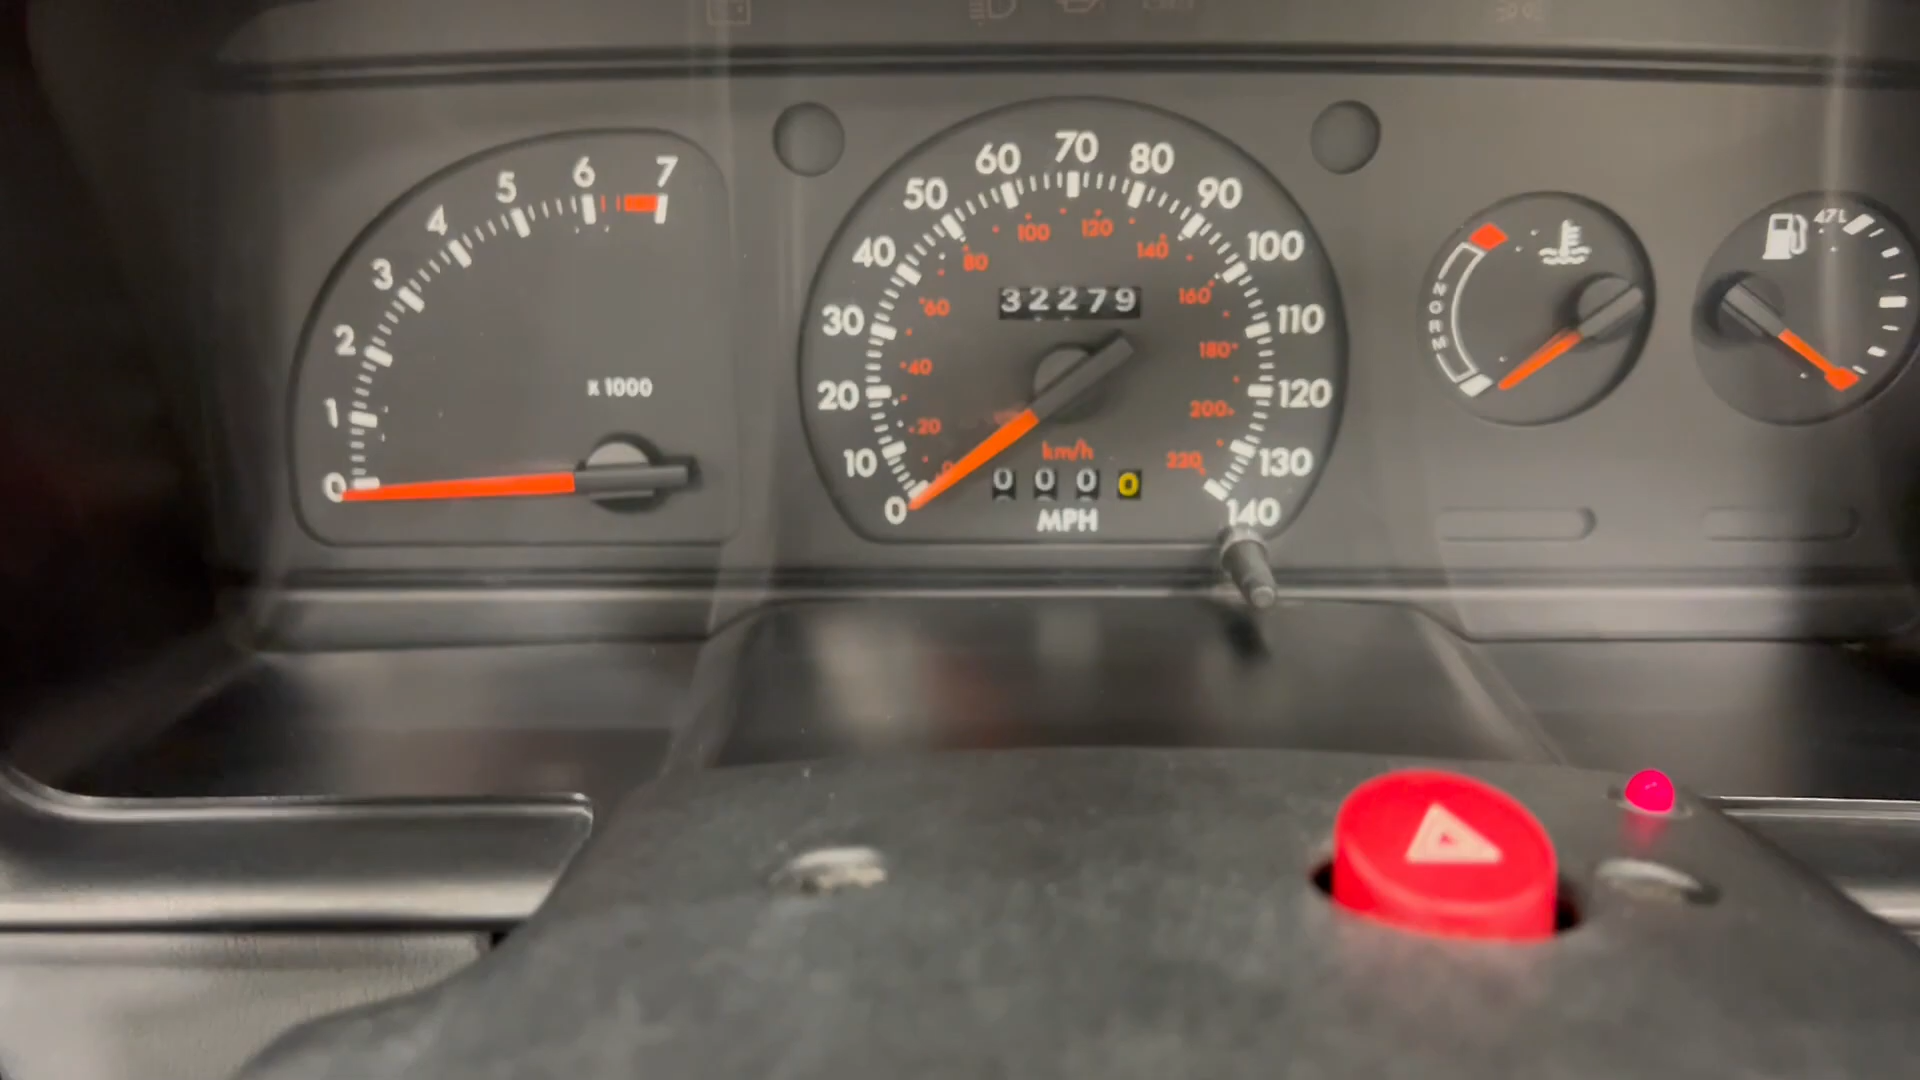 0 1 2 3 4 5 6 7
X 1000
0 10 20 30 40 50 60 70 80 90 100 110 120 130 140
0 20 40 60 80 100 120 140 160 180 200 220
32279
km/h
0000
MPH
NORM
47L